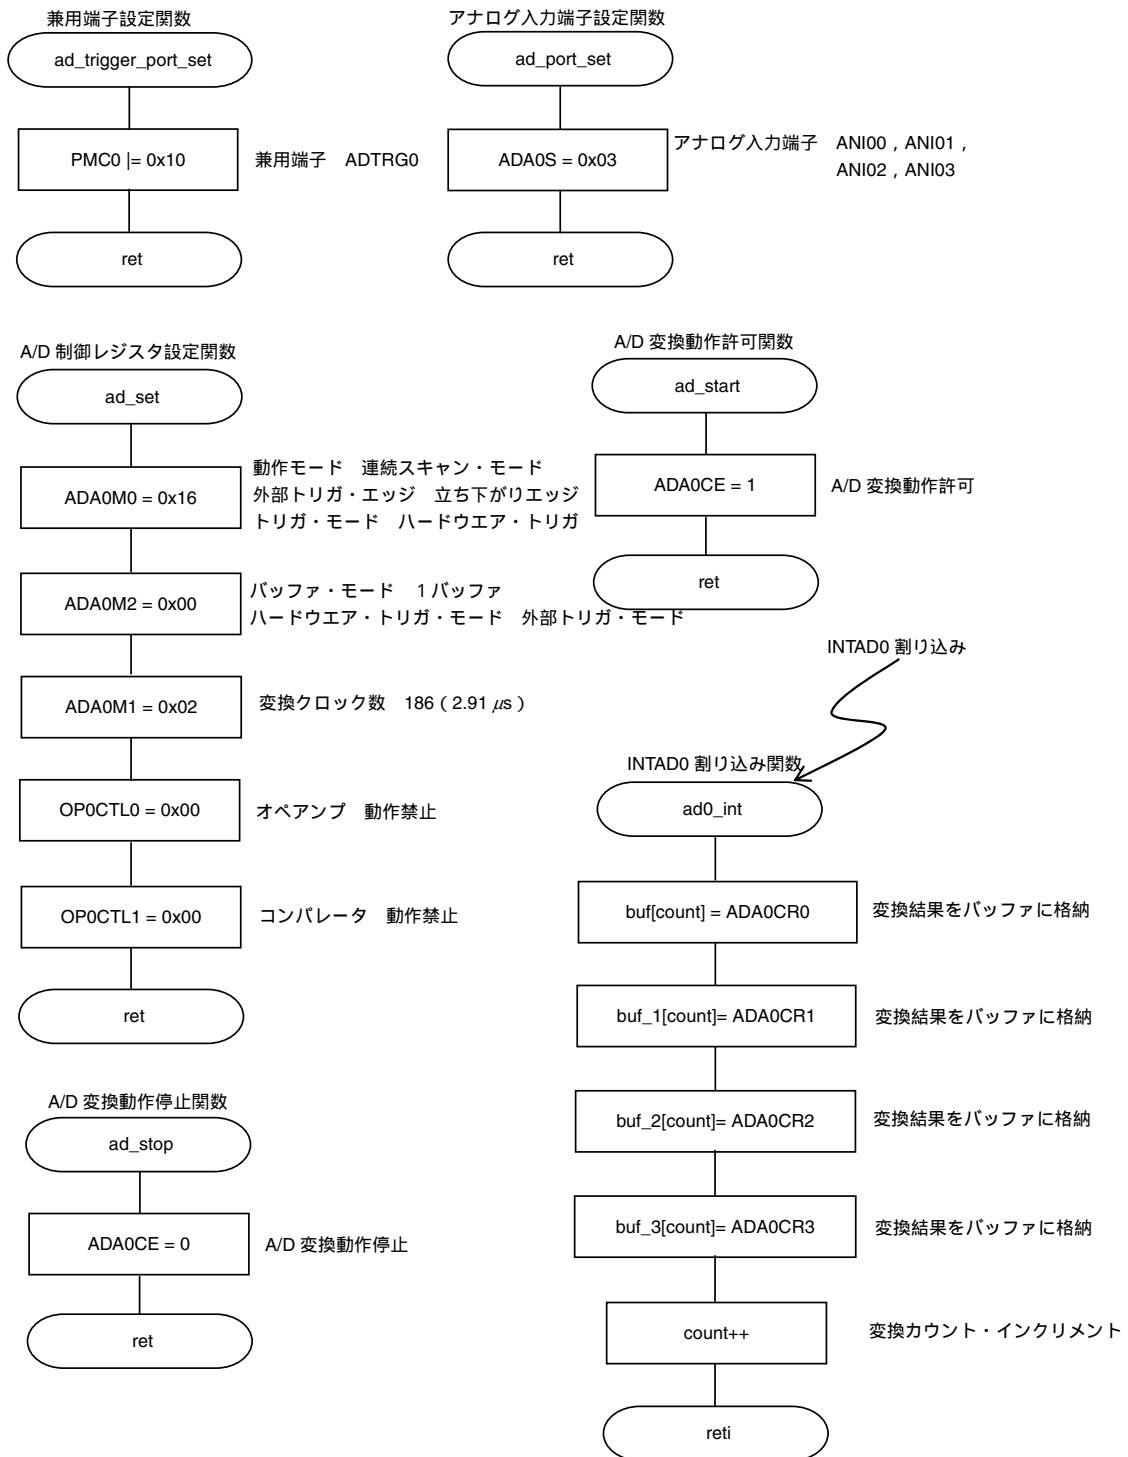 兼用端子設定関数
ad_trigger_port_set
PMC0 |= 0x10
兼用端子　ADTRG0
ret
アナログ入力端子設定関数
ad_port_set
ADA0S = 0x03
アナログ入力端子　ANI00 , ANI01 ,
ANI02 , ANI03
ret
A/D 制御レジスタ設定関数
ad_set
ADA0M0 = 0x16
動作モード　連続スキャン・モード
外部トリガ・エッジ　立ち下がりエッジ
トリガ・モード　ハードウエア・トリガ
ADA0M2 = 0x00
バッファ・モード　1 バッファ
ハードウエア・トリガ・モード　外部トリガ・モード
ADA0M1 = 0x02
変換クロック数　186 ( 2.91 μs )
OP0CTL0 = 0x00
オペアンプ　動作禁止
OP0CTL1 = 0x00
コンパレータ　動作禁止
ret
A/D 変換動作許可関数
ad_start
ADA0CE = 1
A/D 変換動作許可
ret
A/D 変換動作停止関数
ad_stop
ADA0CE = 0
A/D 変換動作停止
ret
INTAD0 割り込み
INTAD0 割り込み関数
ad0_int
buf[count] = ADA0CR0
変換結果をバッファに格納
buf_1[count]= ADA0CR1
変換結果をバッファに格納
buf_2[count]= ADA0CR2
変換結果をバッファに格納
buf_3[count]= ADA0CR3
変換結果をバッファに格納
count++
変換カウント・インクリメント
reti